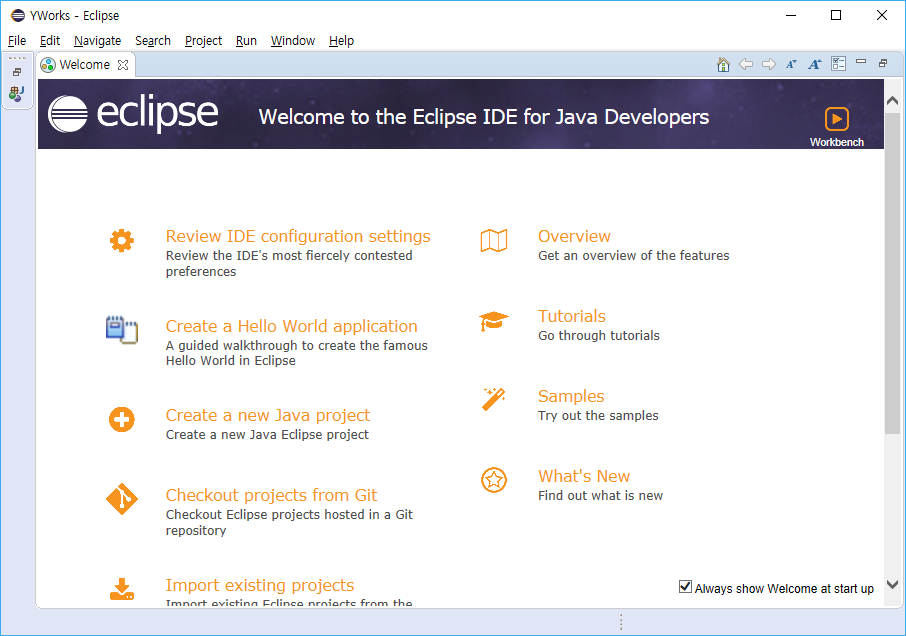 YWorks - Eclipse
File Edit Navigate Search Project Run Window Help
Welcome
eclipse
Welcome to the Eclipse IDE for Java Developers
Workbench
Review IDE configuration settings
Review the IDE's most fiercely contested
preferences
Create a Hello World application
A guided walkthrough to create the famous
Hello World in Eclipse
Create a new Java project
Create a new Java Eclipse project
Checkout projects from Git
Checkout Eclipse projects hosted in a Git
repository
Import existing projects
Import existing Eclipse projects from the
Overview
Get an overview of the features
Tutorials
Go through tutorials
Samples
Try out the samples
What's New
Find out what is new
Always show Welcome at start up